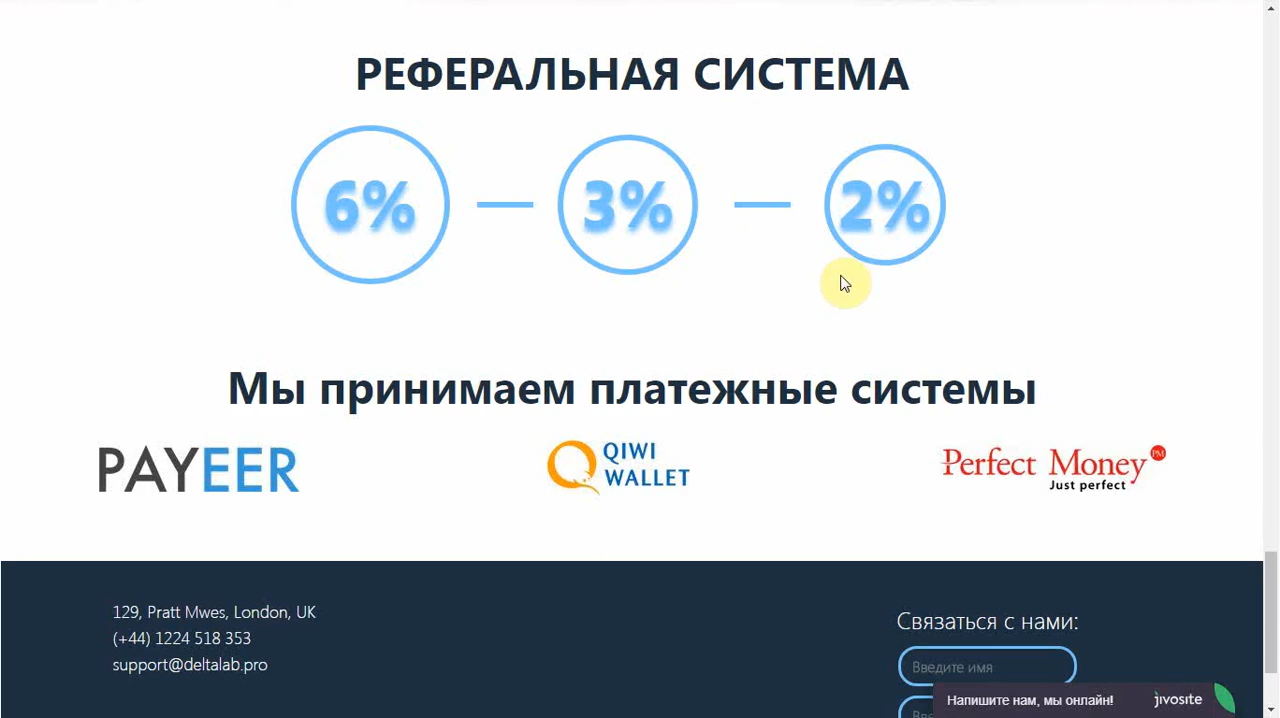 РЕФЕРАЛЬНАЯ СИСТЕМА
6% 3% 2%
Мы принимаем платежные системы
PAYEER
QIWI
WALLET
Perfect Money PM
Just perfect
129, Pratt Mwes, London, UK
(+44) 1224 518 353
support@deltalab.pro
Связаться с нами:
Введите имя
Напишите нам, мы онлайн! jivosite